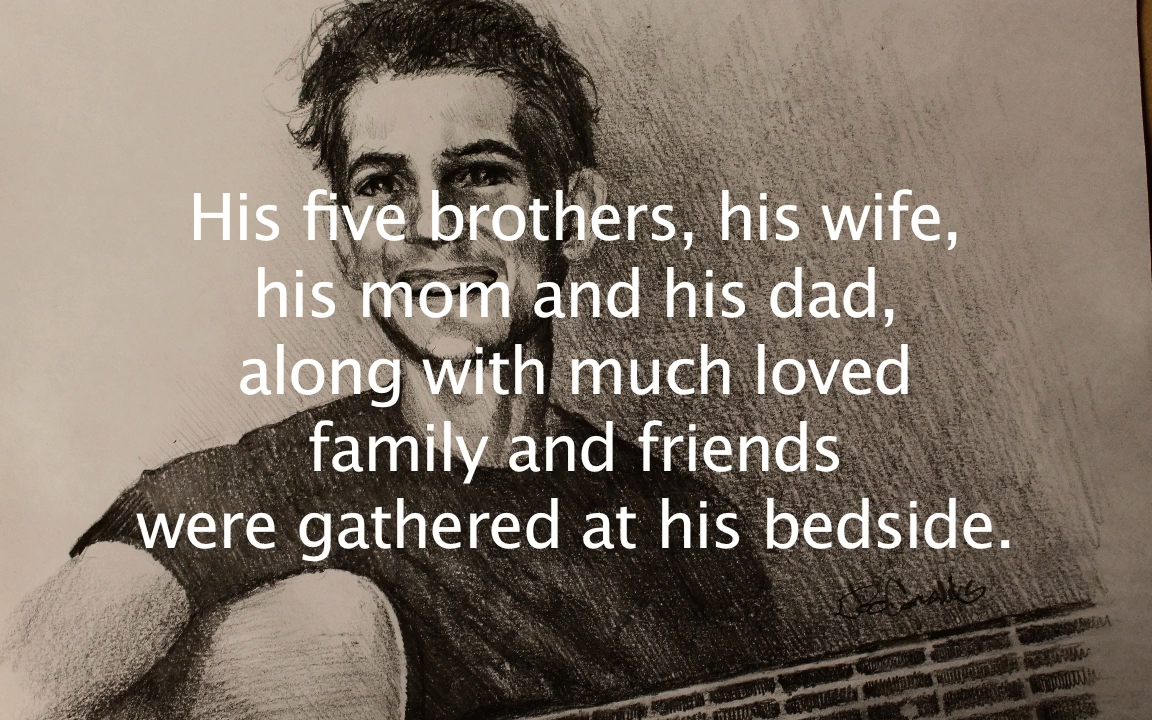 His five brothers, his wife,
his mom and his dad,
along with much loved
family and friends
were gathered at his bedside.